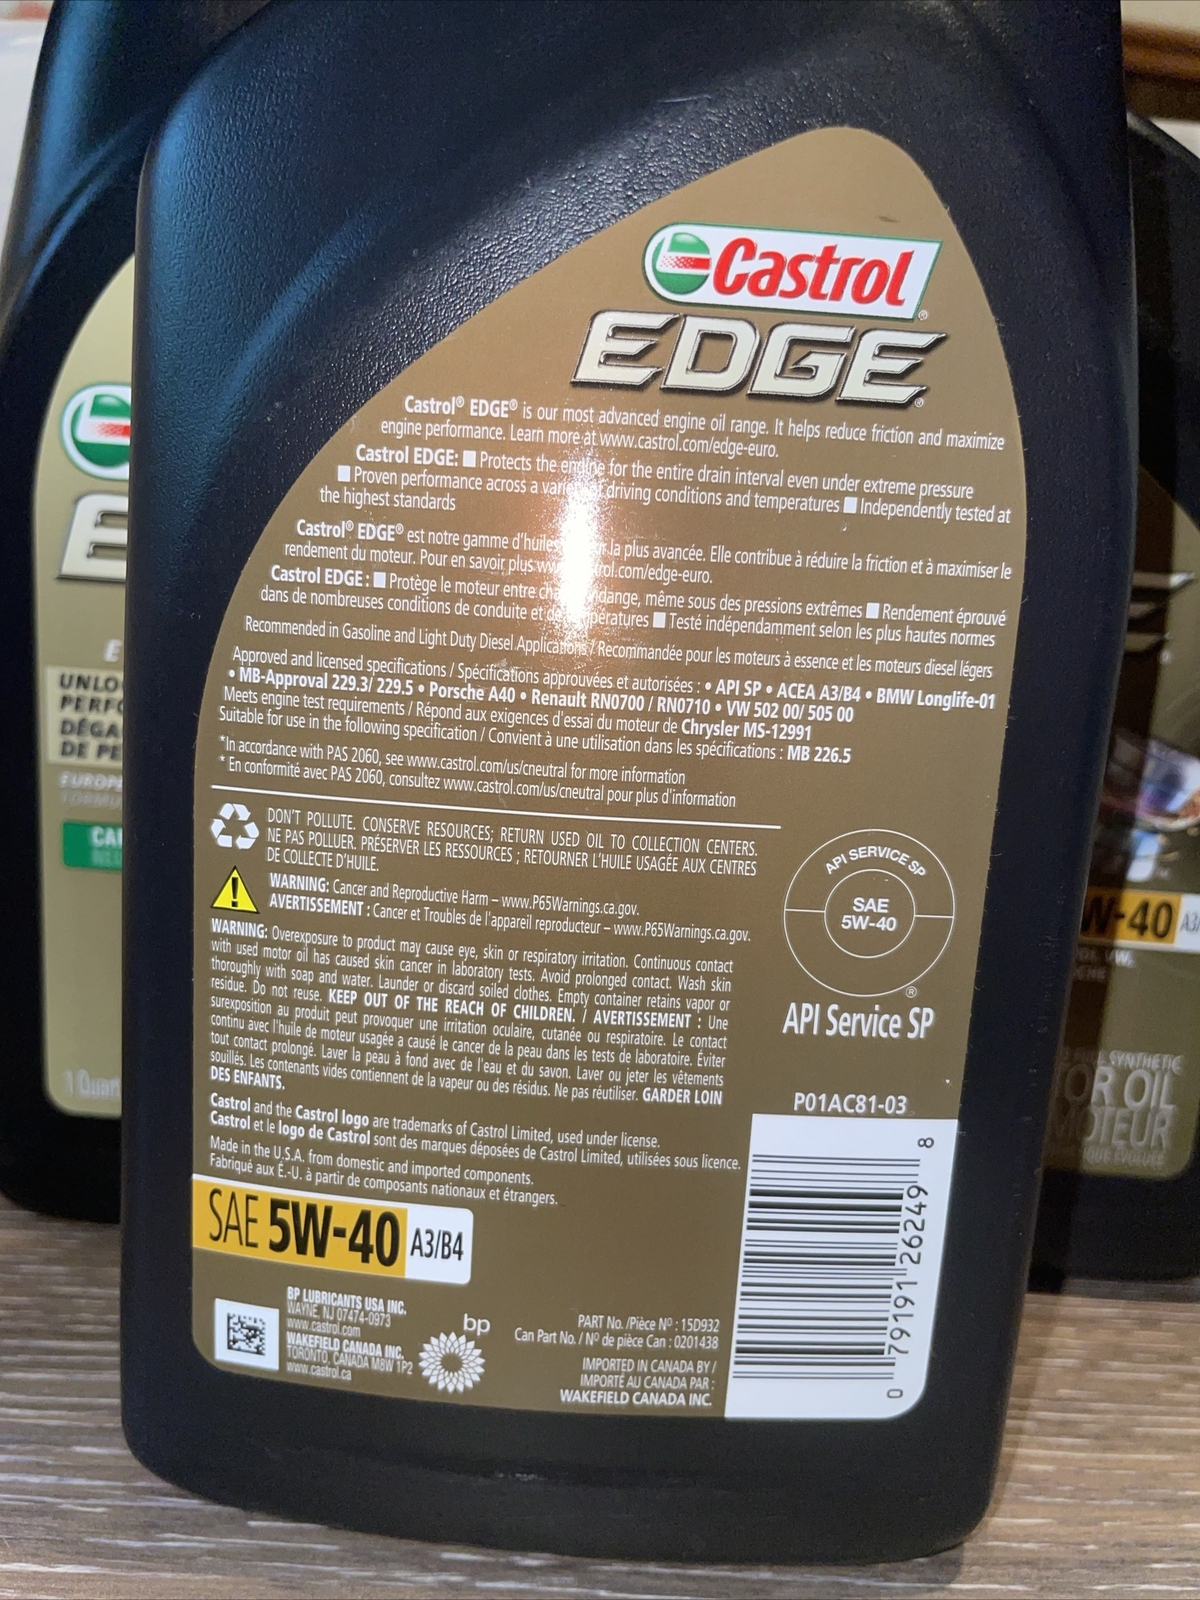 Castrol
EDGE
Castrol® EDGE® is our most advanced engine oil range. It helps reduce friction and maximize
engine performance. Learn more at www.castrol.com/edge-euro.
Castrol EDGE: ■ Protects the engine for the entire drain interval even under extreme pressure
■ Proven performance across a driving conditions and temperatures ■ Independently tested at
the highest standards
Castrol® EDGE® est notre gamme d'huiles la plus avancée. Elle contribue à réduire la friction et à maximiser le
rendement du moteur. Pour en savoir plus
Castrol EDGE : ■ Protège le moteur entre même sous des pressions extrêmes ■ Rendement éprouvé
dans de nombreuses conditions de conduite et ■ Testé indépendamment selon les plus hautes normes
Recommended in Gasoline and Light Duty Diesel Applications / Recommandée pour les moteurs à essence et les moteurs diesel légers
Approved and licensed specifications / Spécifications approuvées et autorisées : • API SP • ACEA A3/B4 • BMW Longlife-01
• MB-Approval 229.3/ 229.5 • Porsche A40 • Renault RN0700 / RN0710 • VW 502 00/ 505 00
Meets engine test requirements / Répond aux exigences d'essai du moteur de Chrysler MS-12991
Suitable for use in the following specification / Convient à une utilisation dans les spécifications : MB 226.5
*In accordance with PAS 2060, see www.castrol.com/us/cneutral for more information
* En conformité avec PAS 2060, consultez www.castrol.com/us/cneutral pour plus d'information
DON'T POLLUTE. CONSERVE RESOURCES; RETURN USED OIL TO COLLECTION CENTERS.
NE PAS POLLUER. PRÉSERVER LES RESSOURCES ; RETOURNER L'HUILE USAGÉE AUX CENTRES
DE COLLECTE D'HUILE.
WARNING: Cancer and Reproductive Harm – www.P65Warnings.ca.gov.
AVERTISSEMENT : Cancer et Troubles de l'appareil reproducteur – www.P65Warnings.ca.gov.
WARNING: Overexposure to product may cause eye, skin or respiratory irritation. Continuous contact
with used motor oil has caused skin cancer in laboratory tests. Avoid prolonged contact. Wash skin
thoroughly with soap and water. Launder or discard soiled clothes. Empty container retains vapor or
residue. Do not reuse. KEEP OUT OF THE REACH OF CHILDREN. / AVERTISSEMENT : Une
surexposition au produit peut provoquer une irritation oculaire, cutanée ou respiratoire. Le contact
continu avec l'huile de moteur usagée a causé le cancer de la peau dans les tests de laboratoire. Éviter
tout contact prolongé. Laver la peau à fond avec de l'eau et du savon. Laver ou jeter les vêtements
souillés. Les contenants vides contiennent de la vapeur ou des résidus. Ne pas réutiliser. GARDER LOIN
DES ENFANTS.
Castrol and the Castrol logo are trademarks of Castrol Limited, used under license.
Castrol et le logo de Castrol sont des marques déposées de Castrol Limited, utilisées sous licence.
Made in the U.S.A. from domestic and imported components.
Fabriqué aux É.-U. à partir de composants nationaux et étrangers.
API SERVICE SP
SAE
5W-40
API Service SP
P01AC81-03
0 79191 26249 8
SAE 5W-40 A3/B4
BP LUBRICANTS USA INC.
WAYNE, NJ 07474-0973
www.castrol.com
WAKEFIELD CANADA INC.
TORONTO, CANADA M8W 1P2
www.castrol.ca
bp
PART No. /Pièce Nº : 15D932
Can Part No. / Nº de pièce Can : 0201438
IMPORTED IN CANADA BY /
IMPORTÉ AU CANADA PAR :
WAKEFIELD CANADA INC.
W-40 A3/
OR OIL